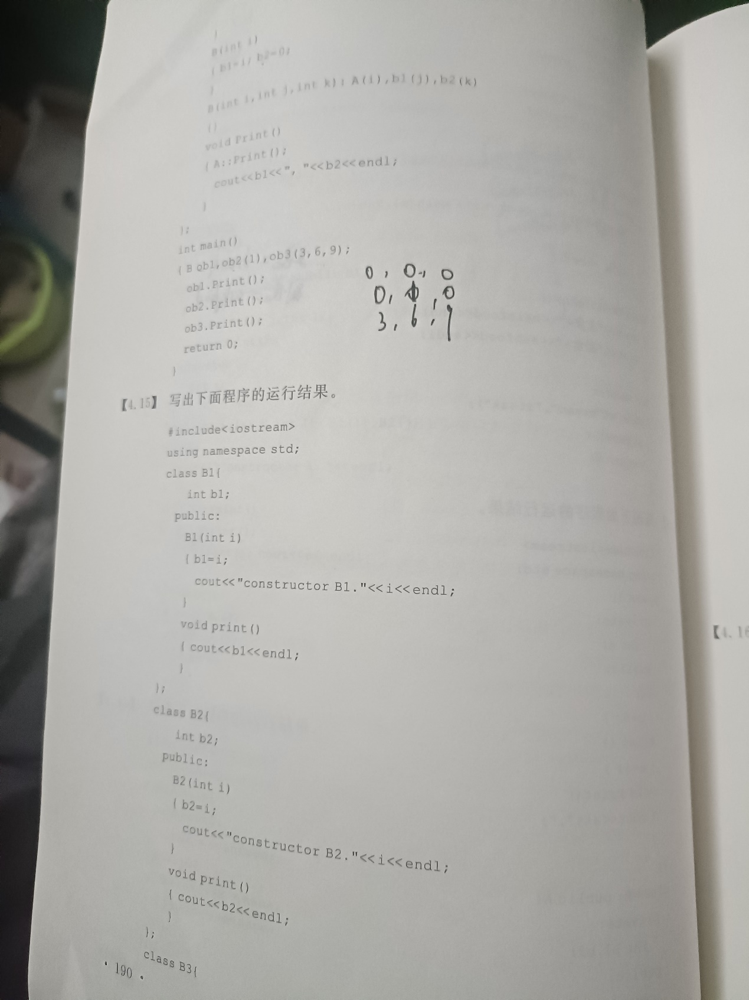 }
B(int i)
{ b1=i; b2=0;
}
B(int i,int j,int k): A(i),b1(j),b2(k)
{}
void Print()
{ A::Print();
cout<<b1<<", "<<b2<<endl;
}
};
int main()
{ B ob1,ob2(1),ob3(3,6,9);
ob1.Print();
ob2.Print();
ob3.Print();
return 0;
}
0, 0, 0
0, , 0
3, 6, 9
【4.15】 写出下面程序的运行结果。
#include<iostream>
using namespace std;
class B1{
int b1;
public:
B1(int i)
{ b1=i;
cout<<"constructor B1."<<i<<endl;
}
void print()
{ cout<<b1<<endl;
}
};
class B2{
int b2;
public:
B2(int i)
{ b2=i;
cout<<"constructor B2."<<i<<endl;
}
void print()
{ cout<<b2<<endl;
}
};
class B3{
· 190 ·
【4.16